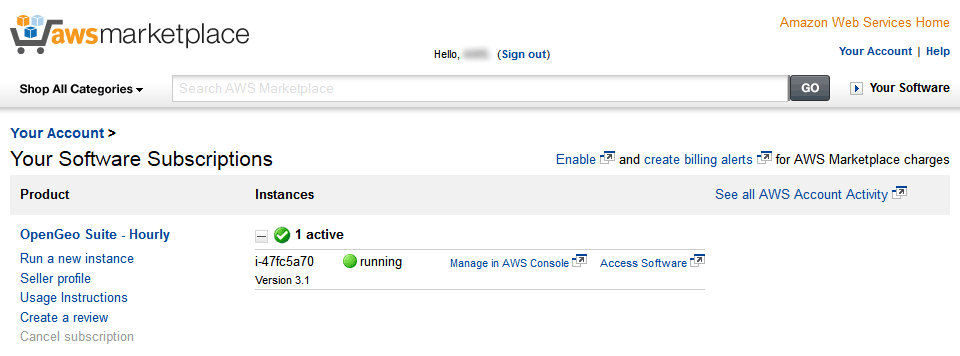 awsmarketplace
Amazon Web Services Home
Hello, (Sign out)
Your Account | Help
Shop All Categories
Search AWS Marketplace
GO
Your Software
Your Account >
Your Software Subscriptions
Enable and create billing alerts for AWS Marketplace charges
Product Instances See all AWS Account Activity
OpenGeo Suite - Hourly
1 active
Run a new instance
i-47fc5a70 running Manage in AWS Console Access Software
Seller profile
Version 3.1
Usage Instructions
Create a review
Cancel subscription